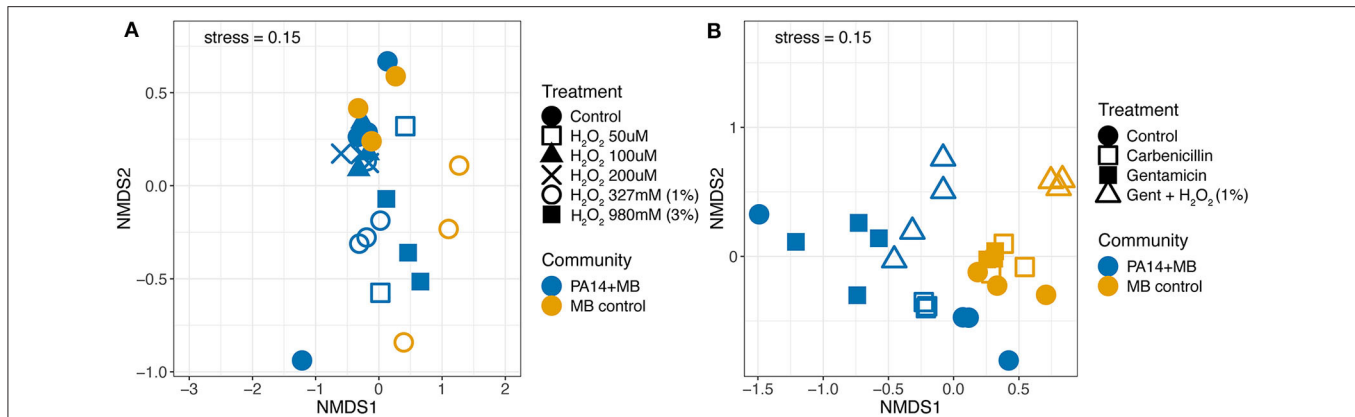 A
stress = 0.15
0.5
0.0
−0.5
−1.0
NMDS2
−3 −2 −1 0 1 2
NMDS1
Treatment
Control
H₂O₂ 50uM
H₂O₂ 100uM
H₂O₂ 200uM
H₂O₂ 327mM (1%)
H₂O₂ 980mM (3%)
Community
PA14+MB
MB control
B
stress = 0.15
1
0
NMDS2
−1.5 −1.0 −0.5 0.0 0.5
NMDS1
Treatment
Control
Carbenicillin
Gentamicin
Gent + H₂O₂ (1%)
Community
PA14+MB
MB control